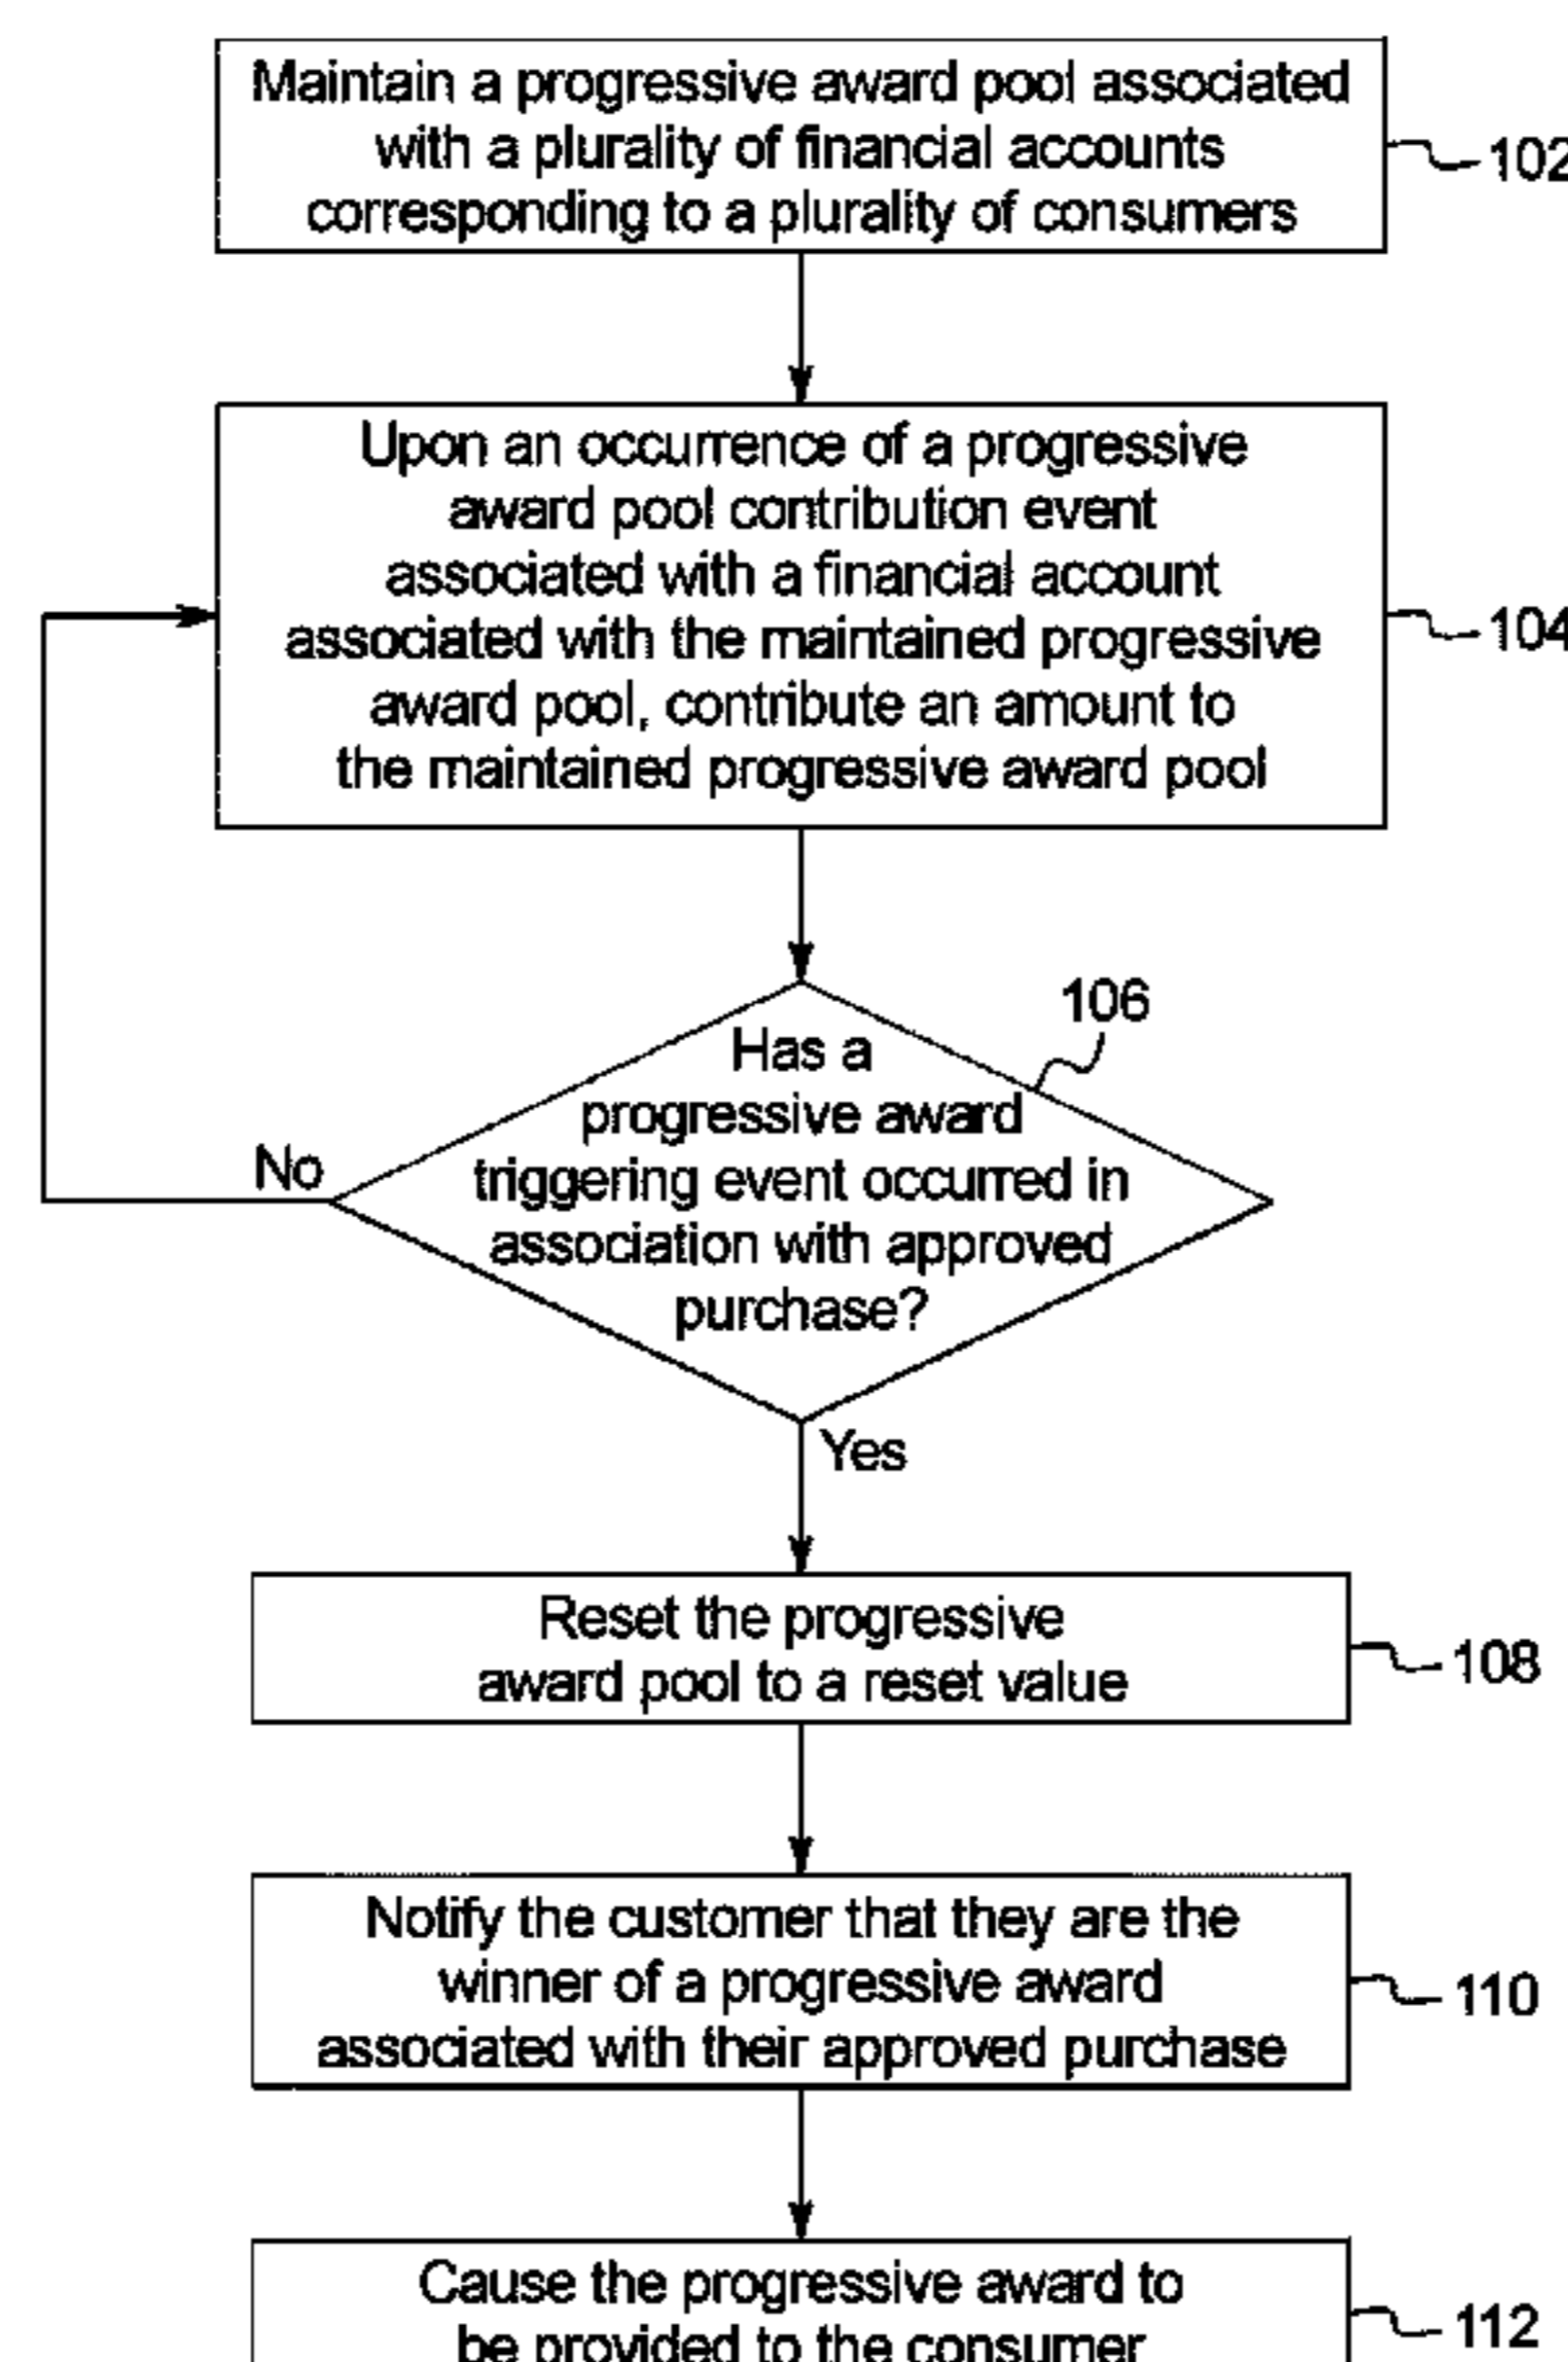 Maintain a progressive award pool associated
with a plurality of financial accounts
corresponding to a plurality of consumers
102
Upon an occurrence of a progressive
award pool contribution event
associated with a financial account
associated with the maintained progressive
award pool, contribute an amount to
the maintained progressive award pool
104
106
Has a
progressive award
triggering event occurred in
association with approved
purchase?
No
Yes
Reset the progressive
award pool to a reset value
108
Notify the customer that they are the
winner of a progressive award
associated with their approved purchase
110
Cause the progressive award to
be provided to the consumer
112